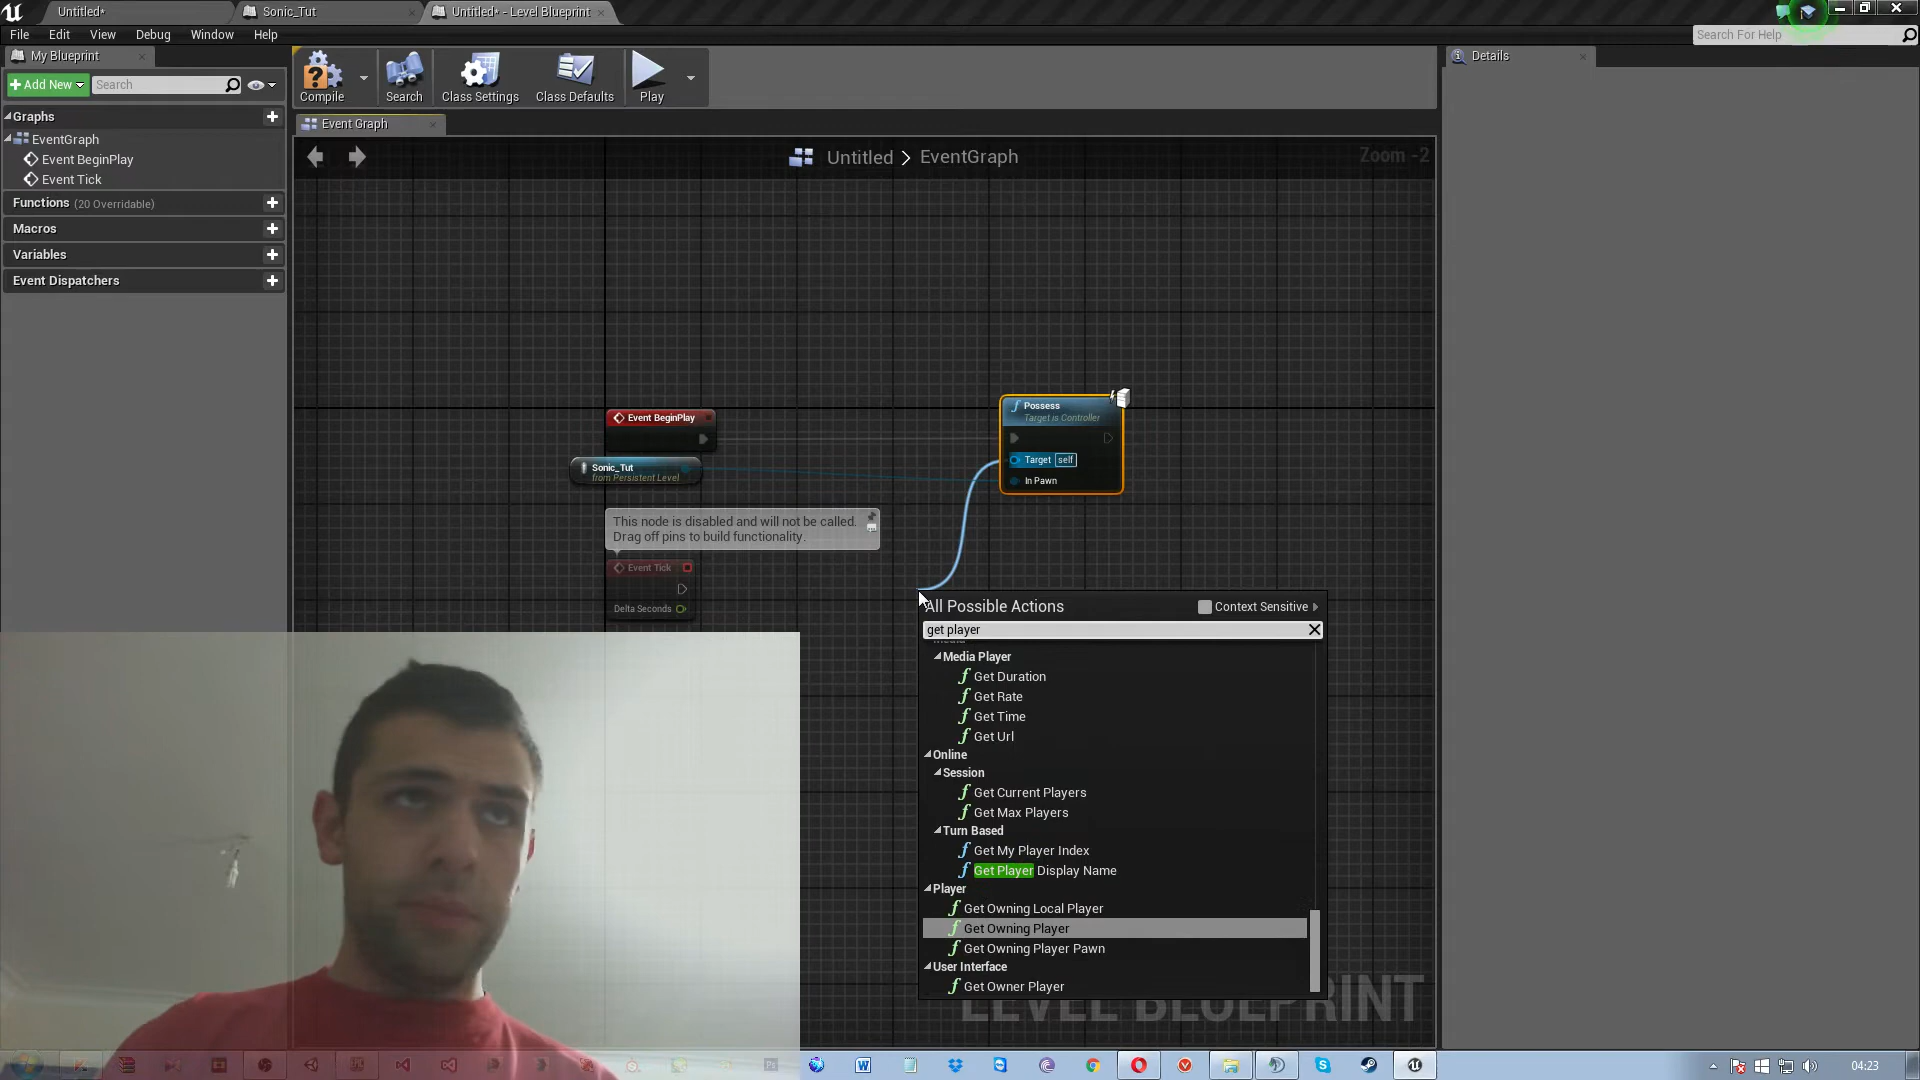 Untitled*
Sonic_Tut
Untitled* - Level Blueprint
File Edit View Debug Window Help
Search For Help
My Blueprint
Add New
Search
Graphs
EventGraph
Event BeginPlay
Event Tick
Functions (20 Overridable)
Macros
Variables
Event Dispatchers
Compile
Search
Class Settings
Class Defaults
Play
Details
Event Graph
Untitled > EventGraph
Zoom -2
Event BeginPlay
Sonic_Tut
from Persistent Level
Possess
Target is Controller
Target self
In Pawn
This node is disabled and will not be called.
Drag off pins to build functionality.
Event Tick
Delta Seconds
All Possible Actions
Context Sensitive
get player
Media Player
Get Duration
Get Rate
Get Time
Get Url
Online
Session
Get Current Players
Get Max Players
Turn Based
Get My Player Index
Get Player Display Name
Player
Get Owning Local Player
Get Owning Player
Get Owning Player Pawn
User Interface
Get Owner Player
LEVEL BLUEPRINT
04:23